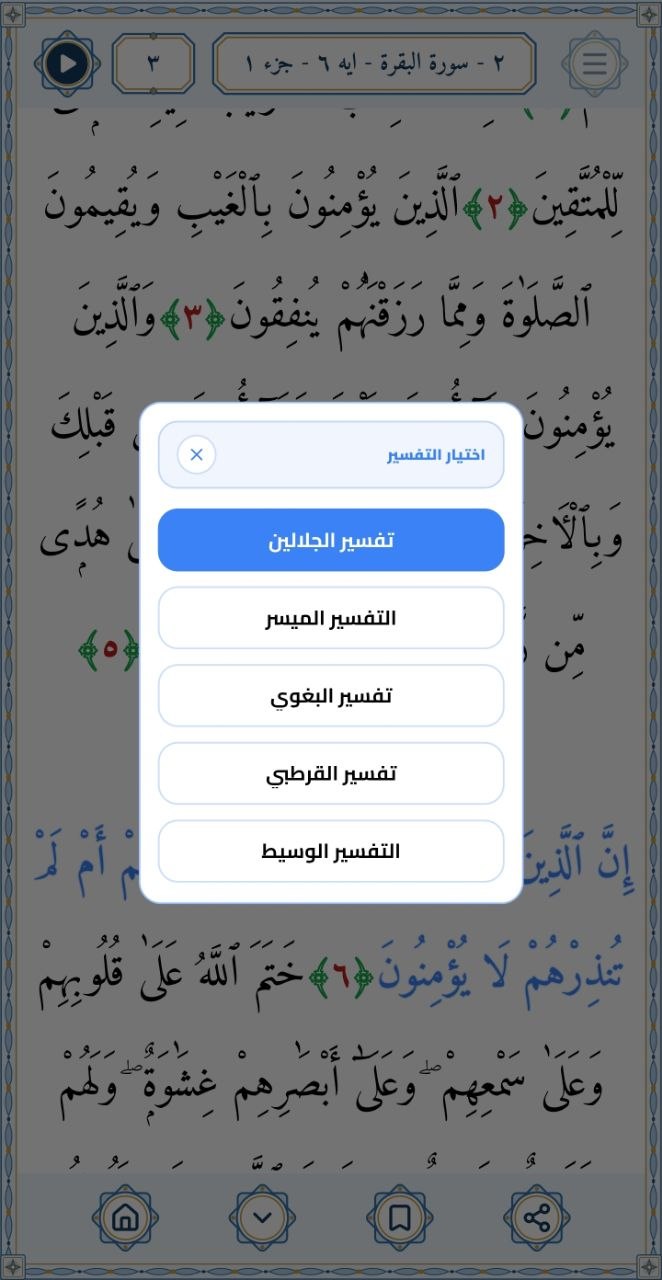 ٢ - سورة البقرة - ايه ٦ - جزء ١
٣
لِّلْمُتَّقِينَ ﴿٢﴾ ٱلَّذِينَ يُؤْمِنُونَ بِٱلْغَيْبِ وَيُقِيمُونَ
ٱلصَّلَوٰةَ وَمِمَّا رَزَقْنَٰهُمْ يُنفِقُونَ ﴿٣﴾ وَٱلَّذِينَ
يُؤْمِنُونَ قَبْلِكَ
هُدًى
مِّن ﴿٥﴾
اختيار التفسير
تفسير الجلالين
التفسير الميسر
تفسير البغوي
تفسير القرطبي
التفسير الوسيط
إِنَّ ٱلَّذِينَ أَمْ لَمْ
تُنذِرْهُمْ لَا يُؤْمِنُونَ ﴿٦﴾ خَتَمَ ٱللَّهُ عَلَىٰ قُلُوبِهِمْ
وَعَلَىٰ سَمْعِهِمْ ۖ وَعَلَىٰٓ أَبْصَٰرِهِمْ غِشَٰوَةٌ ۖ وَلَهُمْ